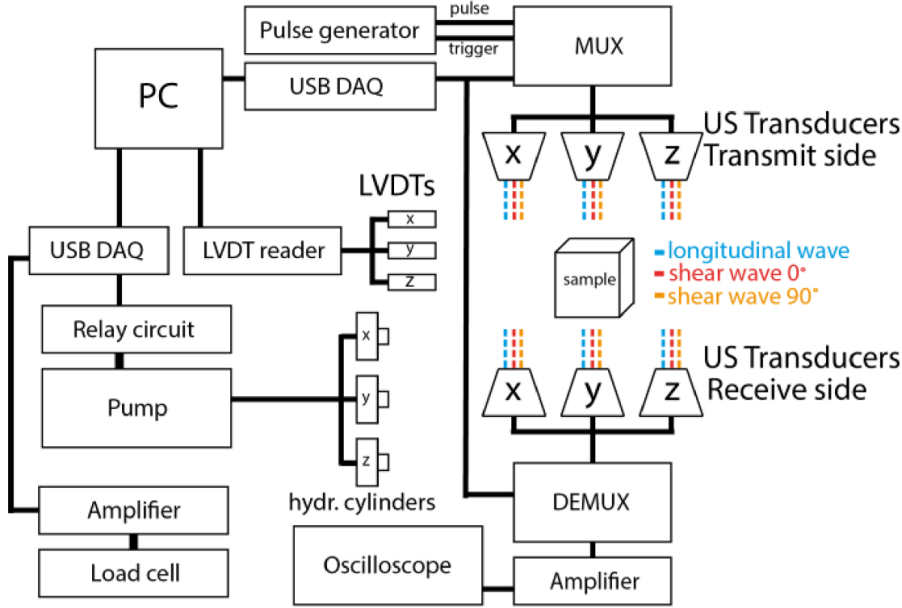 pulse
Pulse generator
trigger
MUX
PC
USB DAQ
US Transducers
Transmit side
x
y
z
LVDTs
x
y
z
USB DAQ
LVDT reader
longitudinal wave
shear wave 0°
shear wave 90°
sample
Relay circuit
x
y
z
Pump
hydr. cylinders
US Transducers
Receive side
x
y
z
Amplifier
Load cell
DEMUX
Oscilloscope
Amplifier